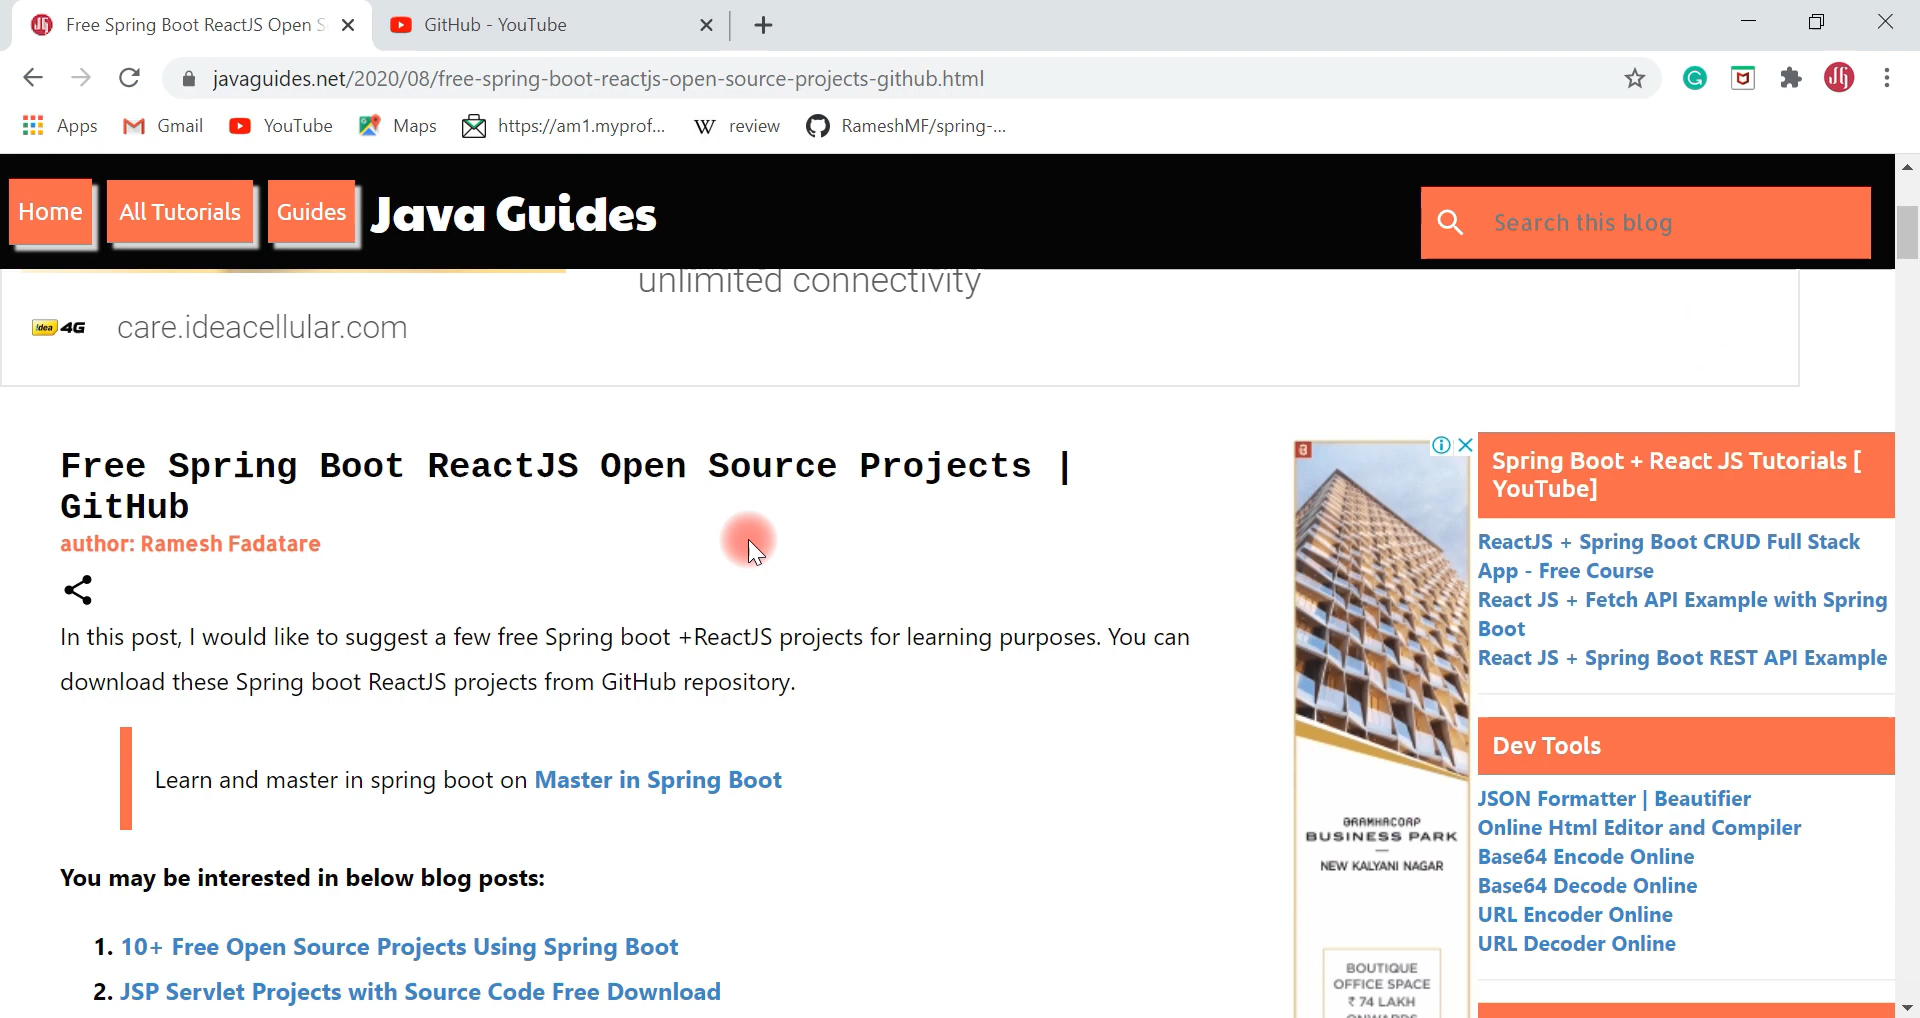 Free Spring Boot ReactJS Open S
GitHub - YouTube
javaguides.net/2020/08/free-spring-boot-reactjs-open-source-projects-github.html
Apps
Gmail
YouTube
Maps
https://am1.myprof...
W review
RameshMF/spring-...
Home
All Tutorials
Guides
Java Guides
Search this blog
unlimited connectivity
idea 4G
care.ideacellular.com
Free Spring Boot ReactJS Open Source Projects |
GitHub
author: Ramesh Fadatare
In this post, I would like to suggest a few free Spring boot +ReactJS projects for learning purposes. You can
download these Spring boot ReactJS projects from GitHub repository.
Learn and master in spring boot on Master in Spring Boot
You may be interested in below blog posts:
1. 10+ Free Open Source Projects Using Spring Boot
2. JSP Servlet Projects with Source Code Free Download
BRAMHACORP
BUSINESS PARK
NEW KALYANI NAGAR
BOUTIQUE
OFFICE SPACE
₹ 74 LAKH
ONWARDS
Spring Boot + React JS Tutorials [
YouTube]
ReactJS + Spring Boot CRUD Full Stack
App - Free Course
React JS + Fetch API Example with Spring
Boot
React JS + Spring Boot REST API Example
Dev Tools
JSON Formatter | Beautifier
Online Html Editor and Compiler
Base64 Encode Online
Base64 Decode Online
URL Encoder Online
URL Decoder Online